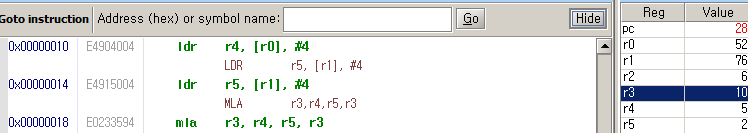 Goto instruction Address (hex) or symbol name: Go Hide
0x00000010 E4904004 ldr r4, [r0], #4
LDR r5, [r1], #4
0x00000014 E4915004 ldr r5, [r1], #4
MLA r3,r4,r5,r3
0x00000018 E0233594 mla r3, r4, r5, r3
Reg Value
pc 28
r0 52
r1 76
r2 6
r3 10
r4 5
r5 2